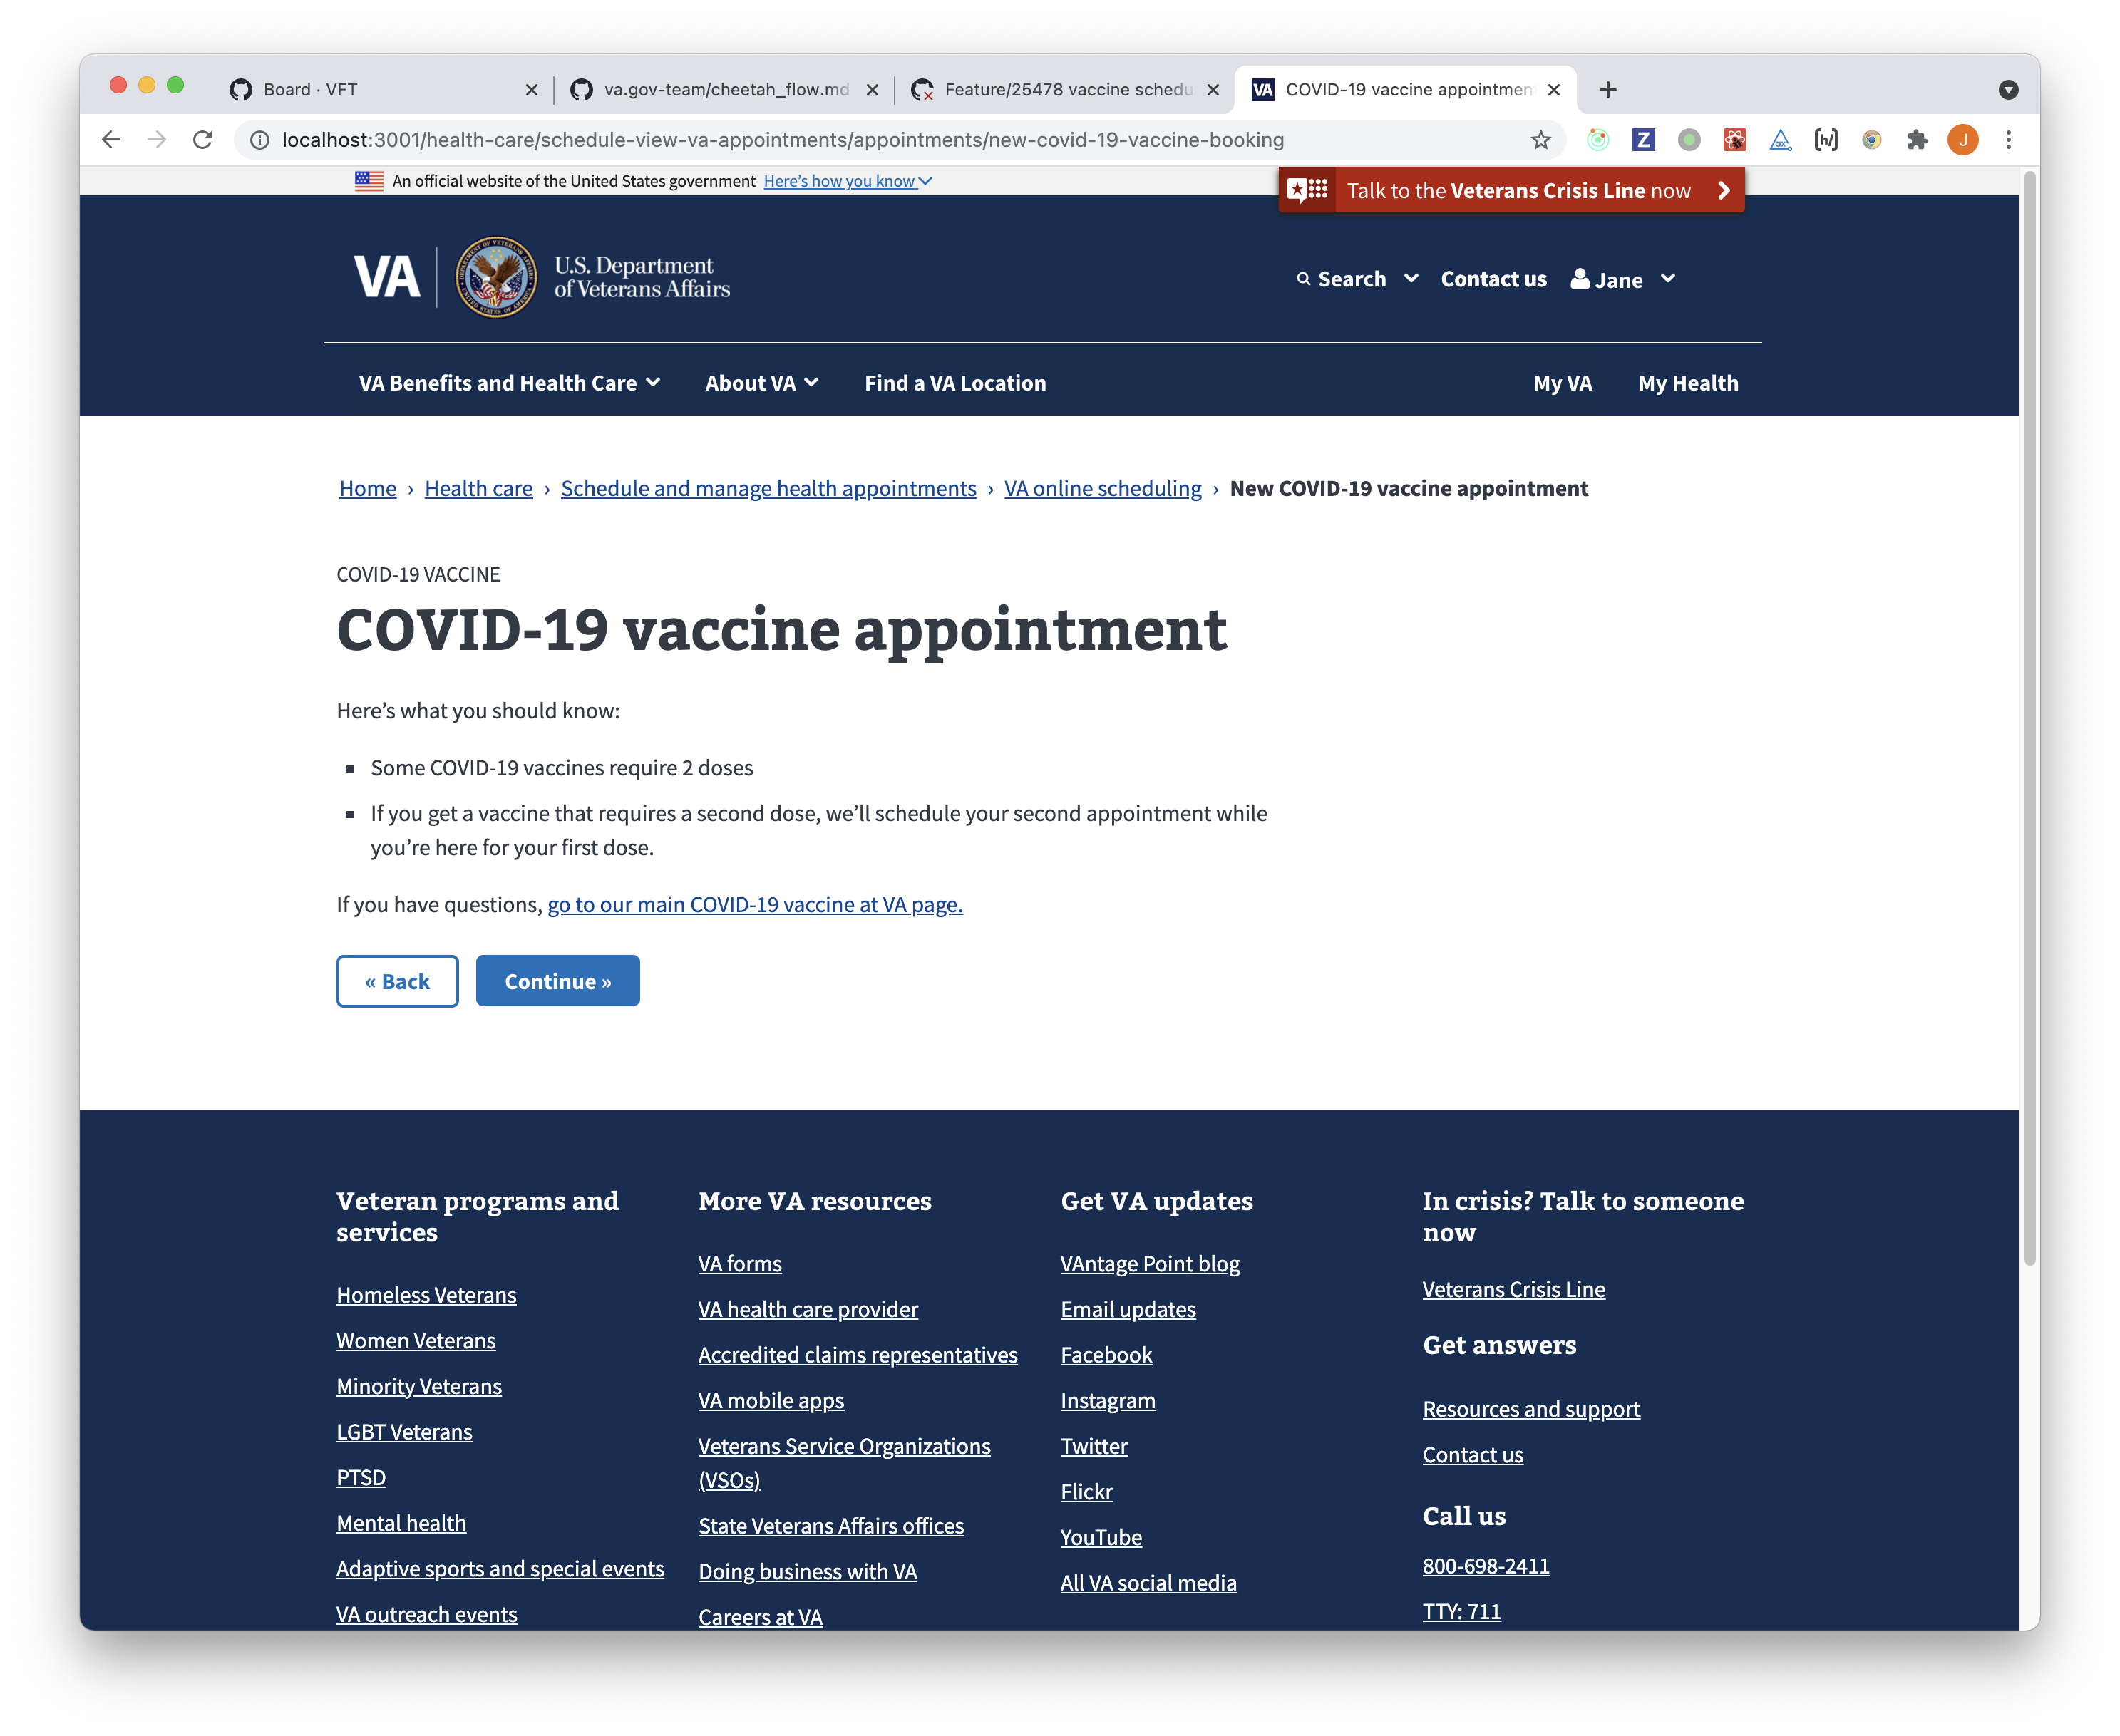 Board · VFT
va.gov-team/cheetah_flow.md
Feature/25478 vaccine schedu
VA COVID-19 vaccine appointmen
localhost:3001/health-care/schedule-view-va-appointments/appointments/new-covid-19-vaccine-booking
Z
ax
[h/]
J
An official website of the United States government Here’s how you know
Talk to the Veterans Crisis Line now
VA
U.S. Department
of Veterans Affairs
Search
Contact us
Jane
VA Benefits and Health Care
About VA
Find a VA Location
My VA
My Health
Home › Health care › Schedule and manage health appointments › VA online scheduling › New COVID-19 vaccine appointment
COVID-19 VACCINE
COVID-19 vaccine appointment
Here’s what you should know:
▪ Some COVID-19 vaccines require 2 doses
▪ If you get a vaccine that requires a second dose, we’ll schedule your second appointment while
you’re here for your first dose.
If you have questions, go to our main COVID-19 vaccine at VA page.
« Back
Continue »
Veteran programs and
services
Homeless Veterans
Women Veterans
Minority Veterans
LGBT Veterans
PTSD
Mental health
Adaptive sports and special events
VA outreach events
More VA resources
VA forms
VA health care provider
Accredited claims representatives
VA mobile apps
Veterans Service Organizations
(VSOs)
State Veterans Affairs offices
Doing business with VA
Careers at VA
Get VA updates
VAntage Point blog
Email updates
Facebook
Instagram
Twitter
Flickr
YouTube
All VA social media
In crisis? Talk to someone
now
Veterans Crisis Line
Get answers
Resources and support
Contact us
Call us
800-698-2411
TTY: 711